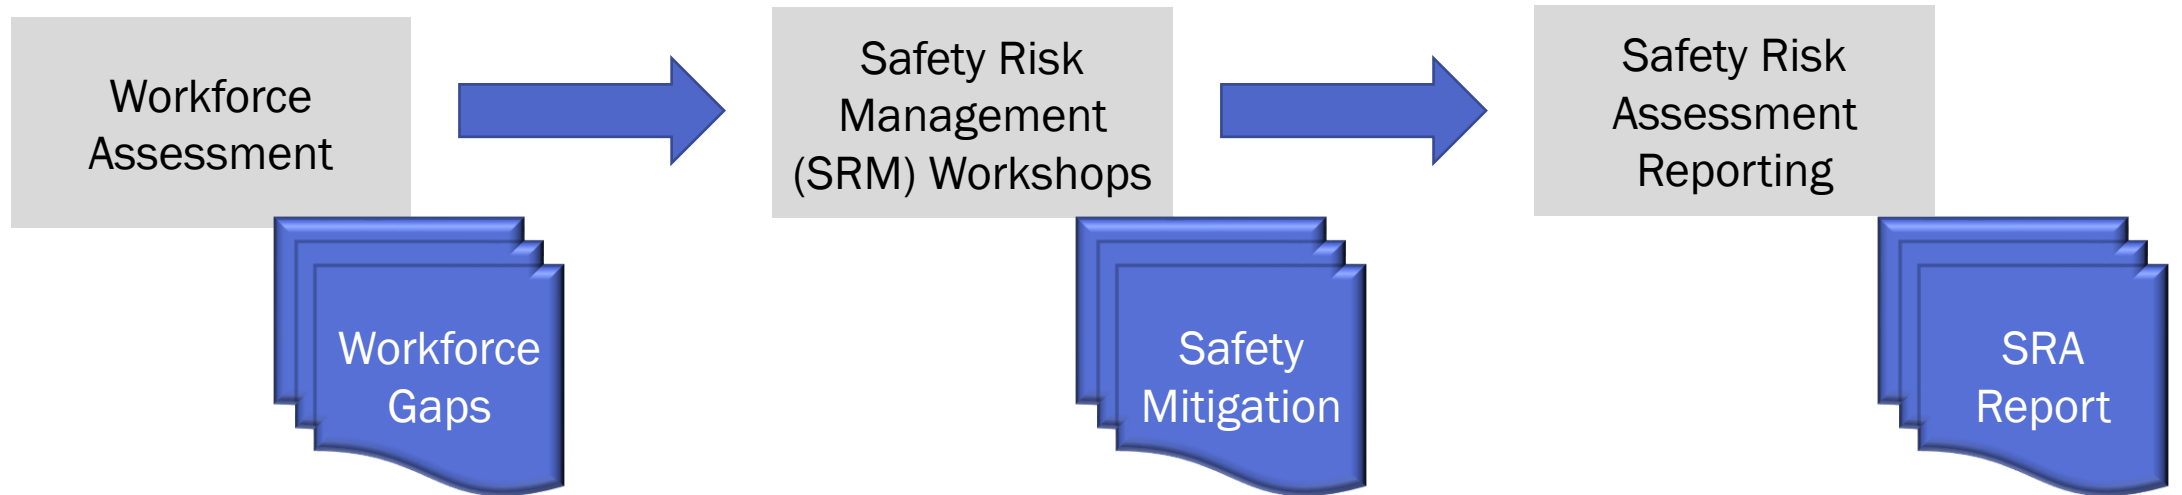 Workforce
Assessment
Safety Risk
Management
(SRM) Workshops
Safety Risk
Assessment
Reporting
Workforce
Gaps
Safety
Mitigation
SRA
Report